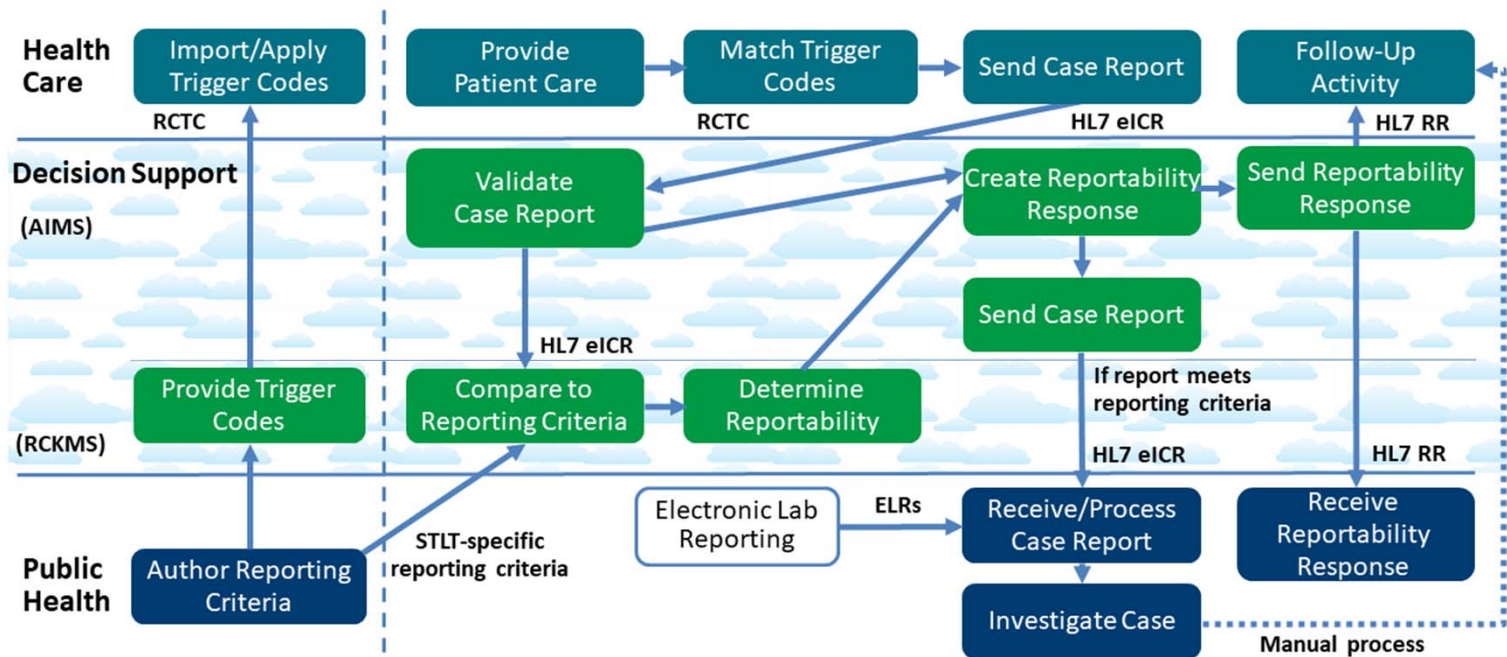 Health
Care
Import/Apply
Trigger Codes
Provide
Patient Care
Match Trigger
Codes
Send Case Report
Follow-Up
Activity
RCTC
RCTC
HL7 eICR
HL7 RR
Decision Support
(AIMS)
Validate
Case Report
Create Reportability
Response
Send Reportability
Response
Send Case Report
HL7 eICR
(RCKMS)
Provide Trigger
Codes
Compare to
Reporting Criteria
Determine
Reportability
If report meets
reporting criteria
HL7 eICR
HL7 RR
Public
Health
Author Reporting
Criteria
STLT-specific
reporting criteria
Electronic Lab
Reporting
ELRs
Receive/Process
Case Report
Receive
Reportability
Response
Investigate Case
Manual process